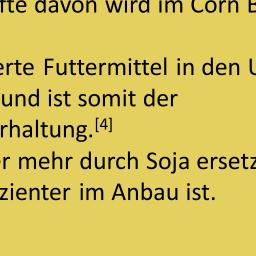 fte davon wird im Corn B
erte Futtermittel in den U
und ist somit der
rhaltung.[4]
er mehr durch Soja ersetz
zienter im Anbau ist.